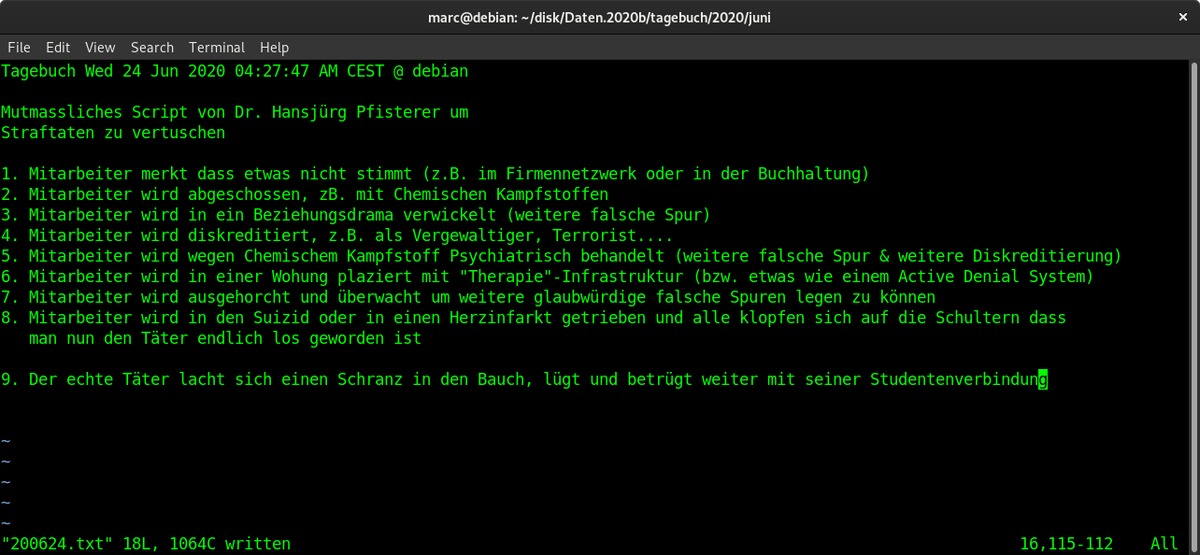 marc@debian: ~/disk/Daten.2020b/tagebuch/2020/juni
×
File Edit View Search Terminal Help
Tagebuch Wed 24 Jun 2020 04:27:47 AM CEST @ debian
Mutmassliches Script von Dr. Hansjürg Pfisterer um
Straftaten zu vertuschen
1. Mitarbeiter merkt dass etwas nicht stimmt (z.B. im Firmennetzwerk oder in der Buchhaltung)
2. Mitarbeiter wird abgeschossen, zB. mit Chemischen Kampfstoffen
3. Mitarbeiter wird in ein Beziehungsdrama verwickelt (weitere falsche Spur)
4. Mitarbeiter wird diskreditiert, z.B. als Vergewaltiger, Terrorist....
5. Mitarbeiter wird wegen Chemischem Kampfstoff Psychiatrisch behandelt (weitere falsche Spur & weitere Diskreditierung)
6. Mitarbeiter wird in einer Wohung plaziert mit "Therapie"-Infrastruktur (bzw. etwas wie einem Active Denial System)
7. Mitarbeiter wird ausgehorcht und überwacht um weitere glaubwürdige falsche Spuren legen zu können
8. Mitarbeiter wird in den Suizid oder in einen Herzinfarkt getrieben und alle klopfen sich auf die Schultern dass
man nun den Täter endlich los geworden ist
9. Der echte Täter lacht sich einen Schranz in den Bauch, lügt und betrügt weiter mit seiner Studentenverbindung
~
~
~
~
~
"200624.txt" 18L, 1064C written 16,115-112 All